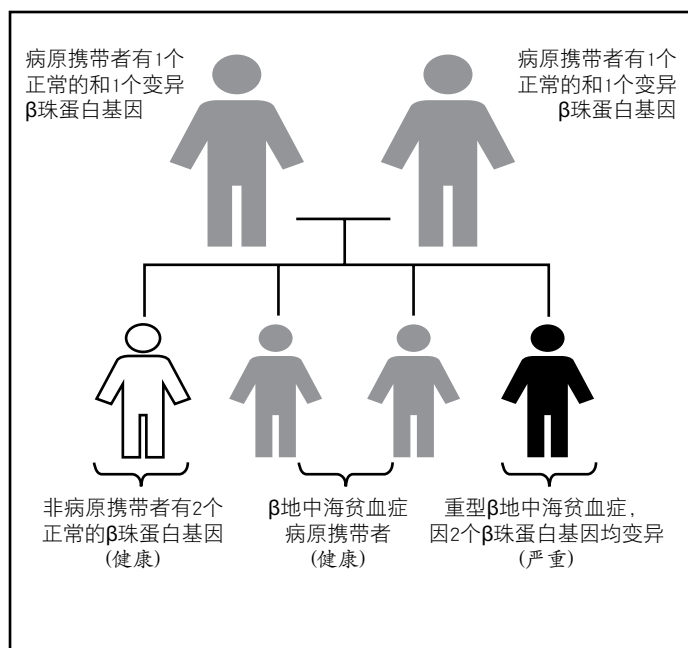 病原携带者有1个
正常的和1个变异
β珠蛋白基因
病原携带者有1个
正常的和1个变异
β珠蛋白基因
非病原携带者有2个
正常的β珠蛋白基因
(健康)
β地中海贫血症
病原携带者
(健康)
重型β地中海贫血症，
因2个β珠蛋白基因均变异
(严重)